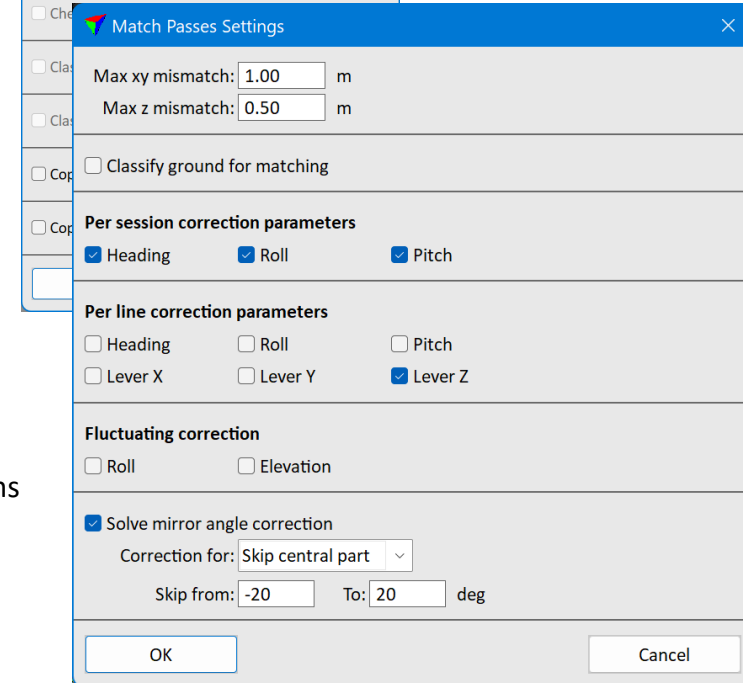 Match Passes Settings
Max xy mismatch: 1.00 m
Max z mismatch: 0.50 m
Classify ground for matching
Per session correction parameters
Heading Roll Pitch
Per line correction parameters
Heading Roll Pitch
Lever X Lever Y Lever Z
Fluctuating correction
Roll Elevation
Solve mirror angle correction
Correction for: Skip central part
Skip from: -20 To: 20 deg
OK Cancel